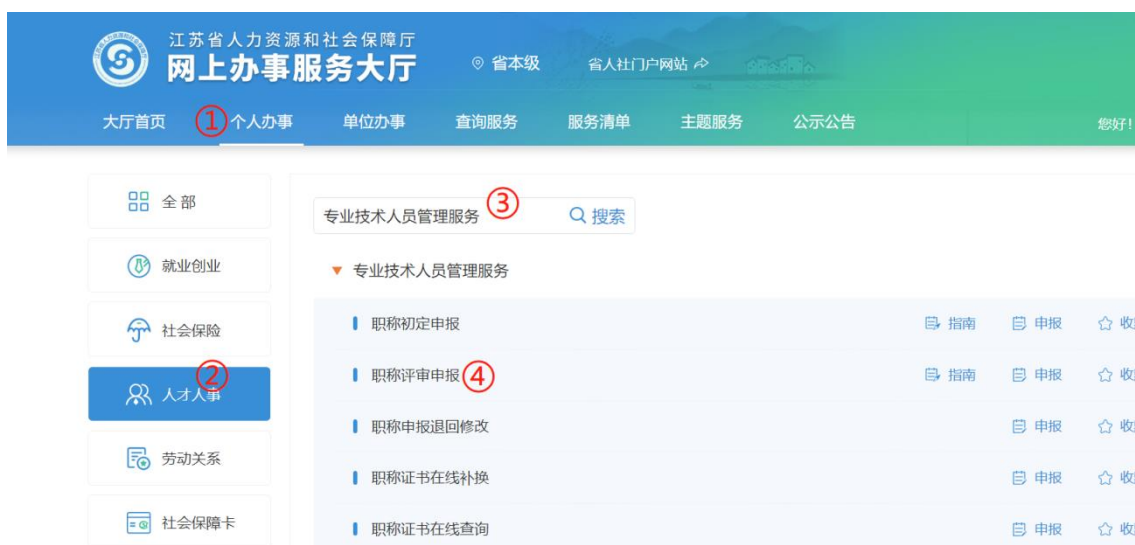 江苏省人力资源和社会保障厅
网上办事服务大厅
省本级
省人社门户网站
大厅首页 ① 个人办事 单位办事 查询服务 服务清单 主题服务 公示公告 您好!
全部
专业技术人员管理服务 ③ 搜索
就业创业
专业技术人员管理服务
社会保险
职称初定申报 指南 申报 收
② 人才人事
职称评审申报 ④ 指南 申报 收
职称申报退回修改 申报 收
劳动关系
职称证书在线补换 申报 收
社会保障卡
职称证书在线查询 申报 收